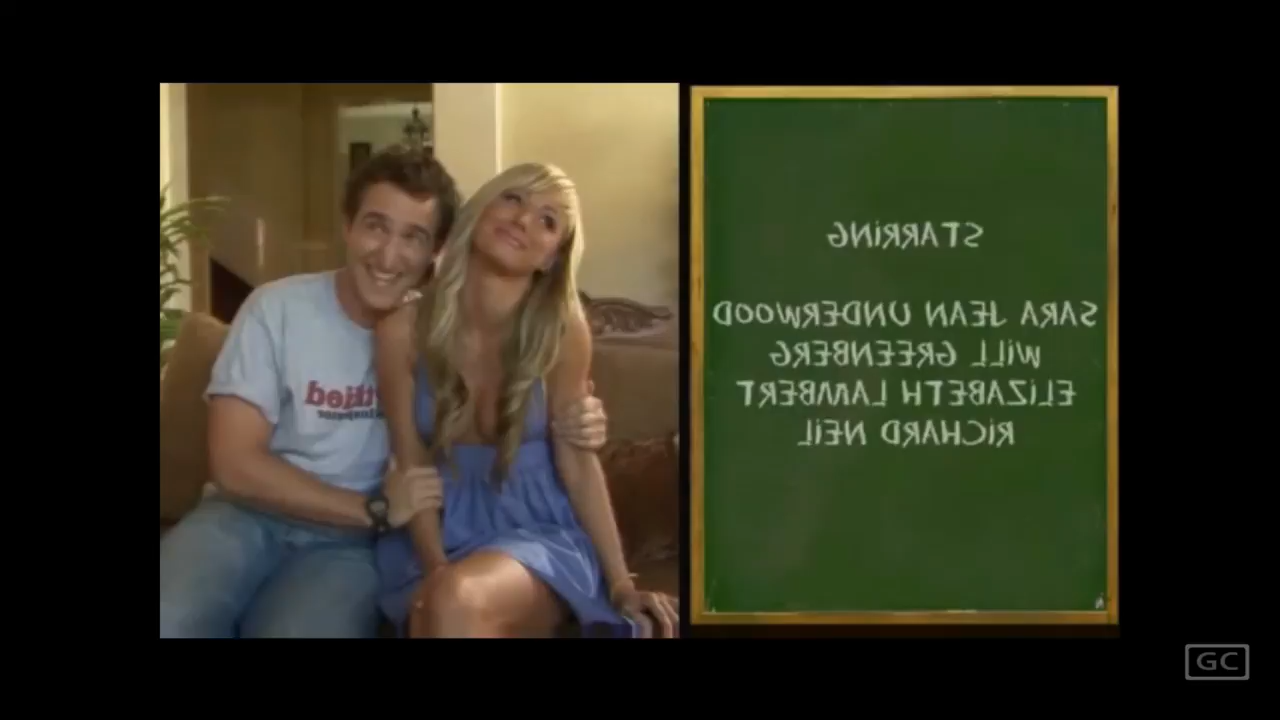 STARRING
SARA JEAN UNDERWOOD
WILL GREENBERG
ELIZABETH LAMBERT
RICHARD NEIL
GC